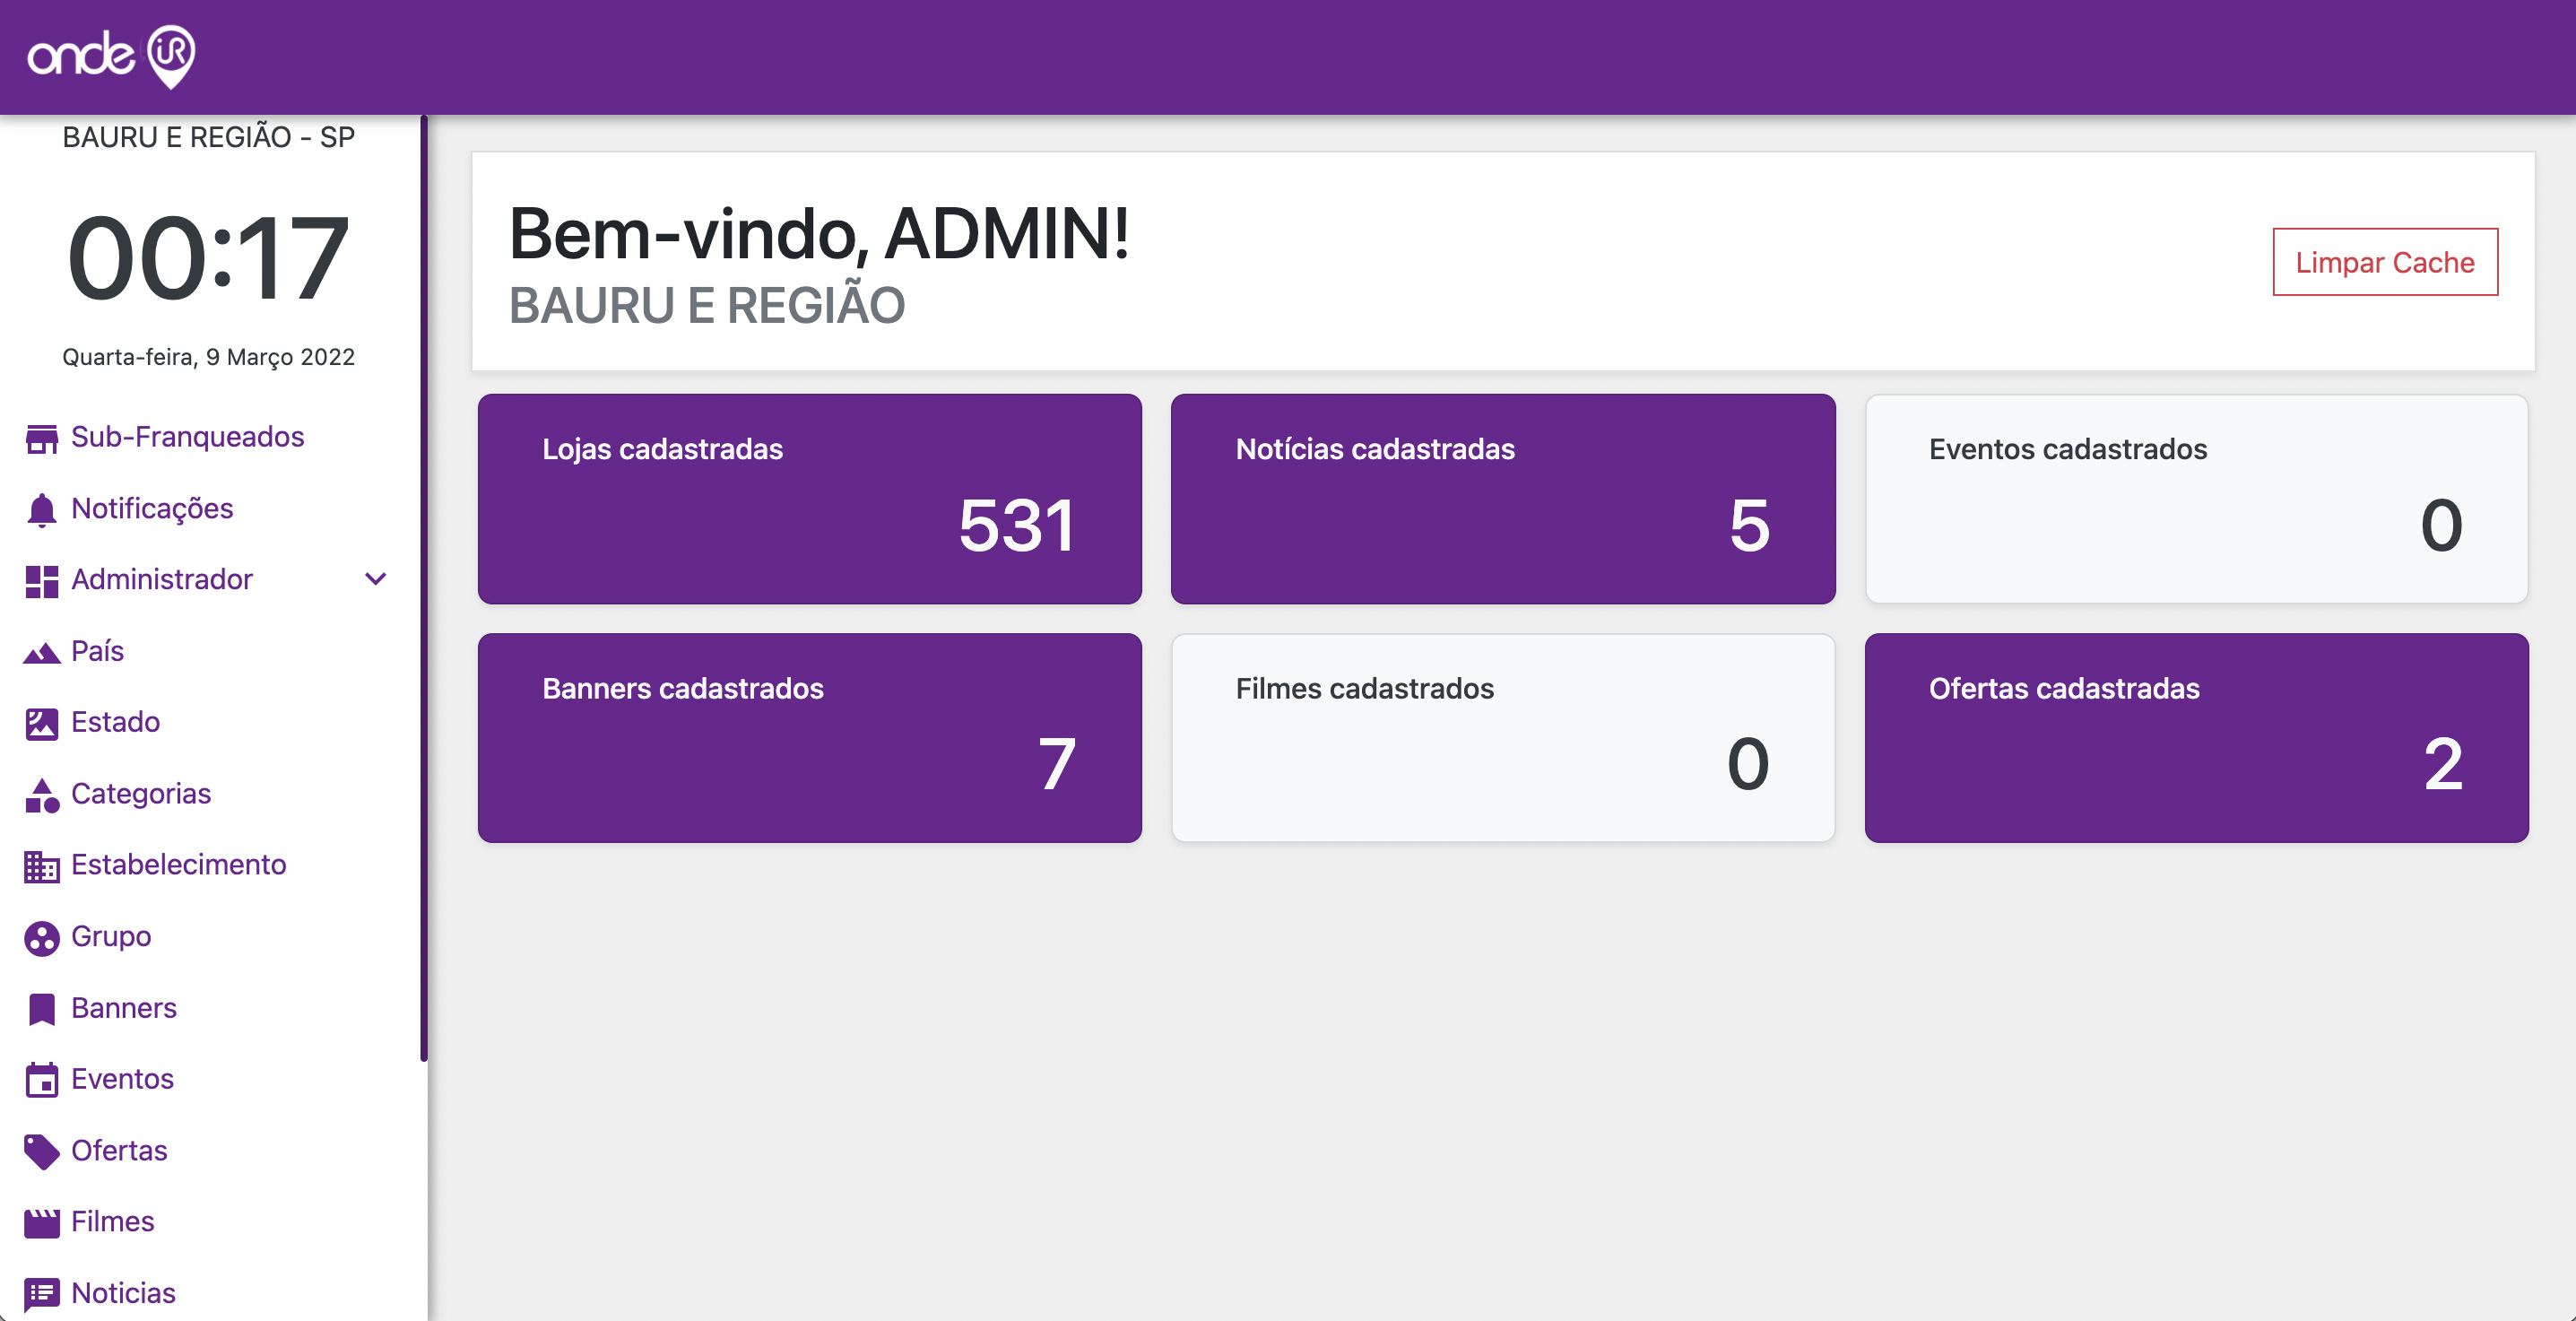 onde iR
BAURU E REGIÃO - SP
00:17
Quarta-feira, 9 Março 2022
Sub-Franqueados
Notificações
Administrador
País
Estado
Categorias
Estabelecimento
Grupo
Banners
Eventos
Ofertas
Filmes
Noticias
Bem-vindo, ADMIN!
BAURU E REGIÃO
Limpar Cache
Lojas cadastradas
531
Notícias cadastradas
5
Eventos cadastrados
0
Banners cadastrados
7
Filmes cadastrados
0
Ofertas cadastradas
2